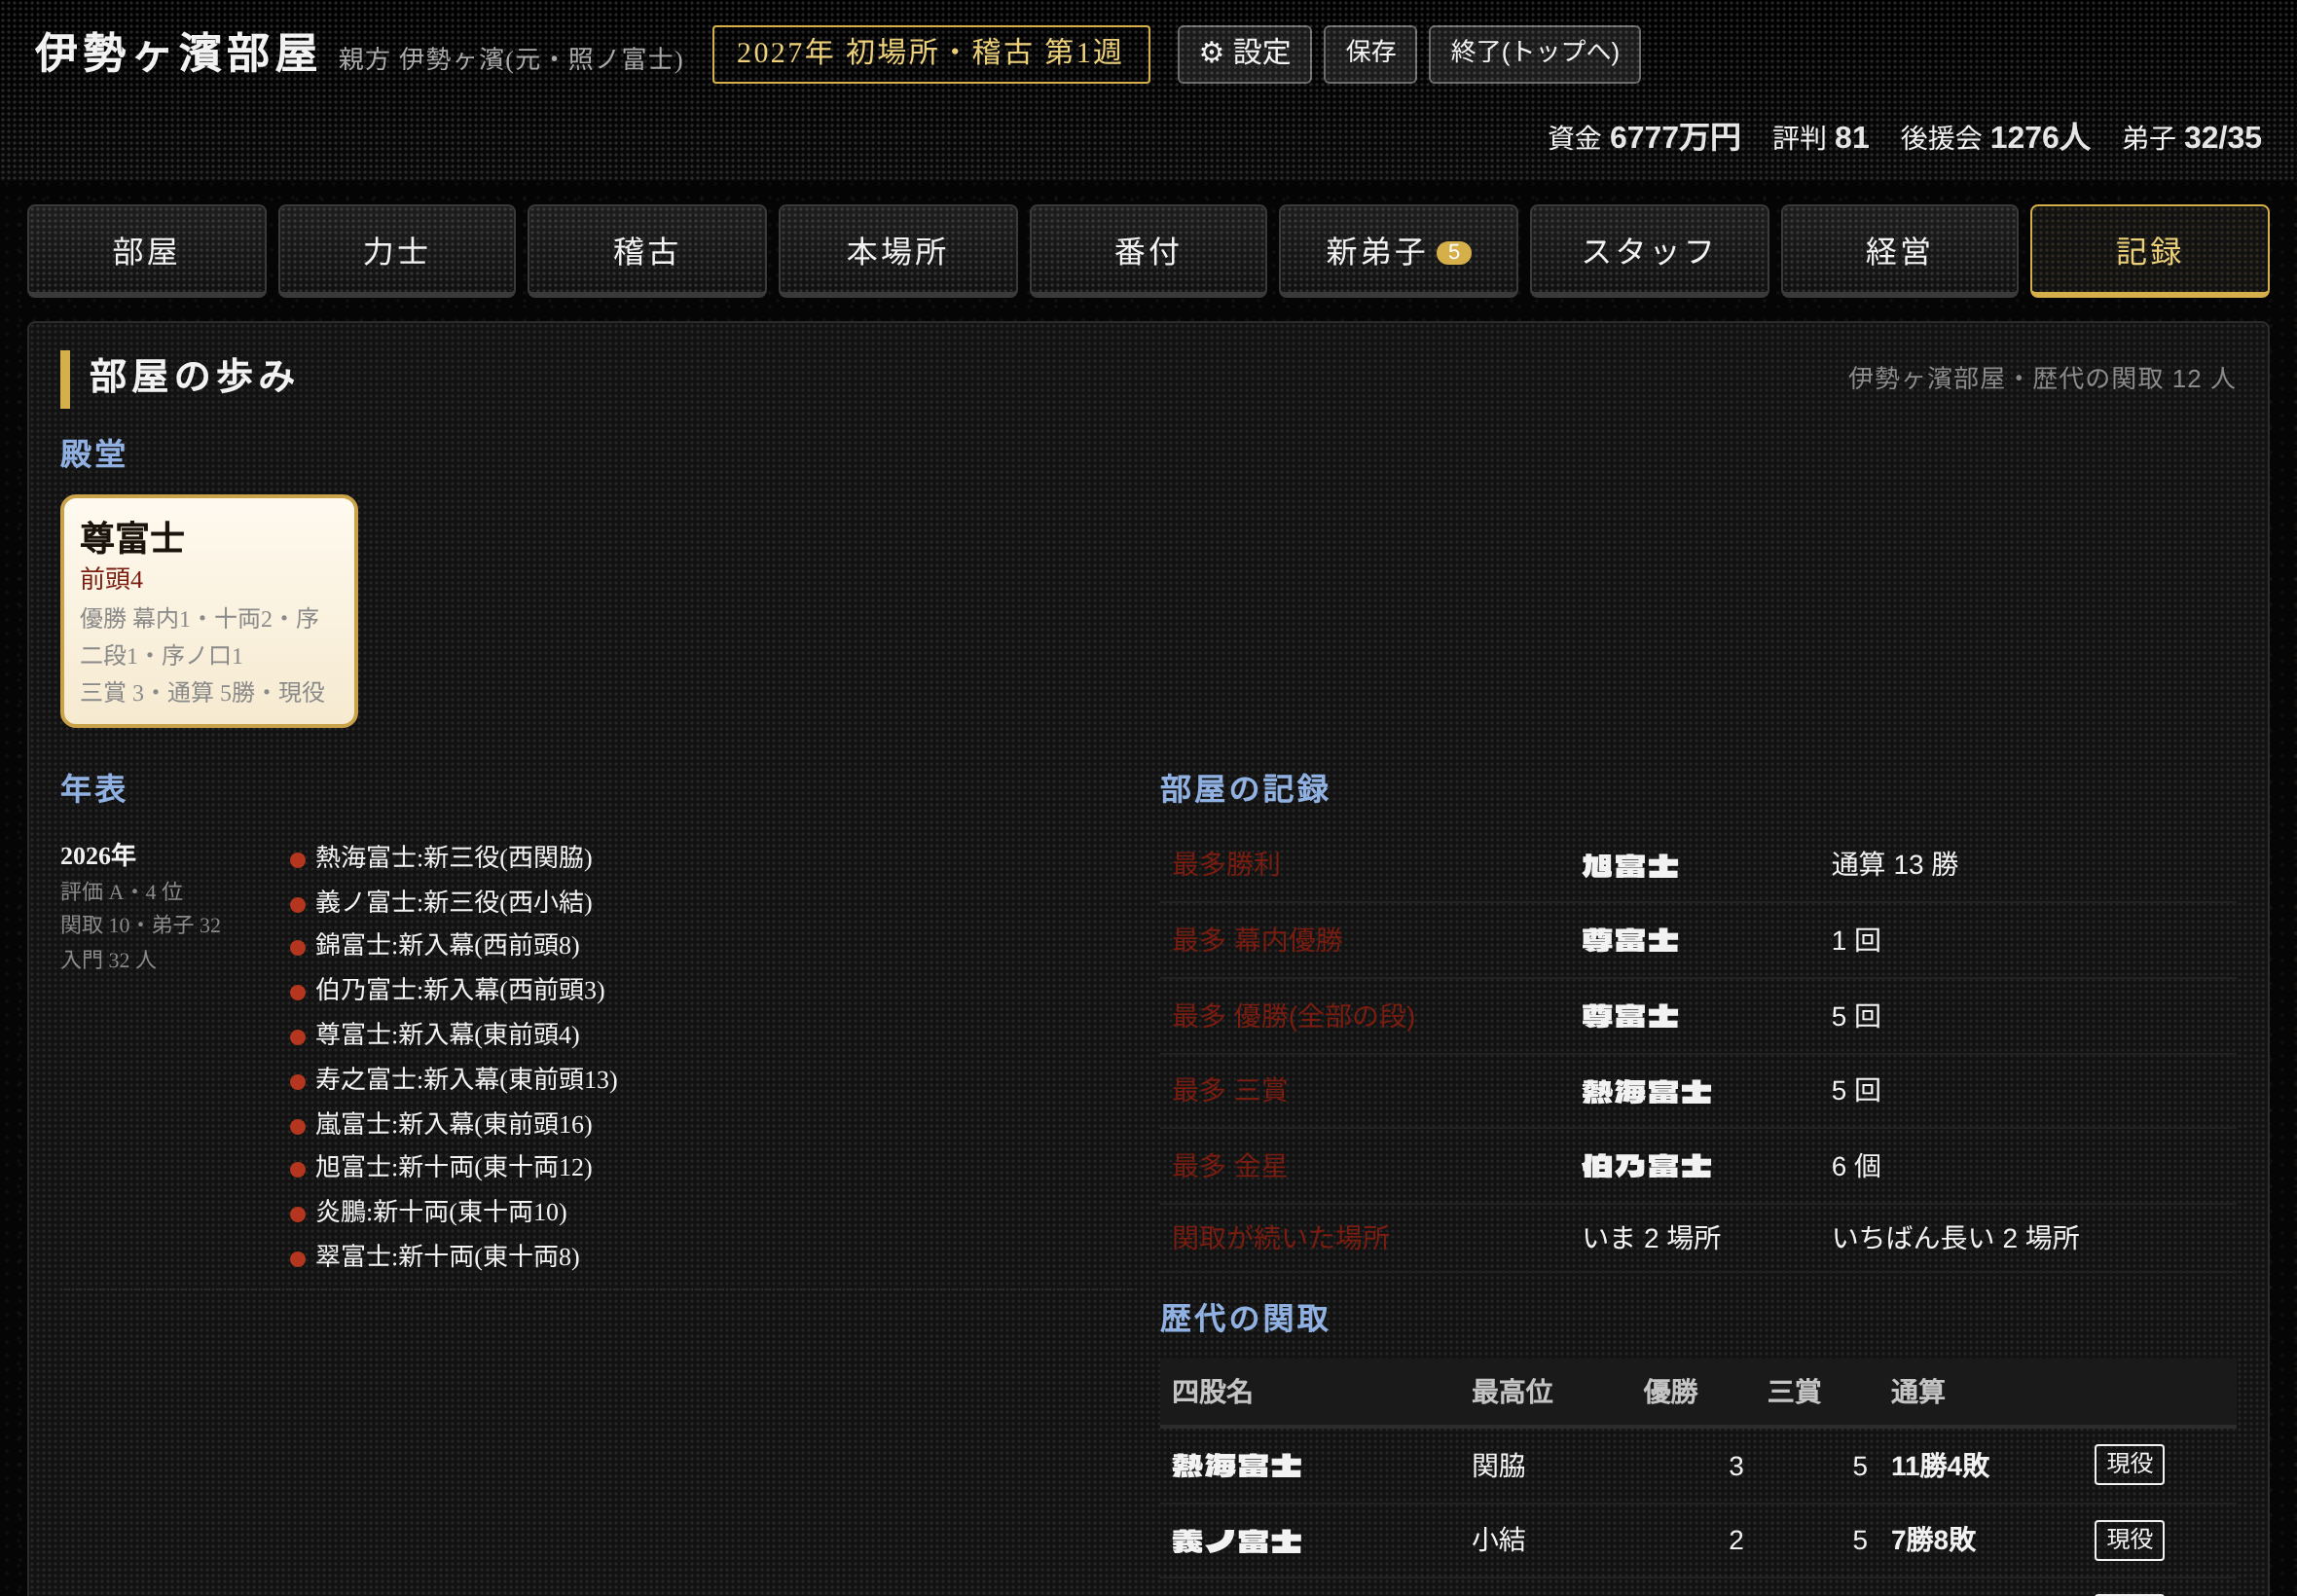 伊勢ヶ濱部屋 親方 伊勢ヶ濱(元・照ノ富士) 2027年 初場所・稽古 第1週 ⚙ 設定 保存 終了(トップへ)
資金 6777万円 評判 81 後援会 1276人 弟子 32/35
部屋 力士 稽古 本場所 番付 新弟子 5 スタッフ 経営 記録
部屋の歩み 伊勢ヶ濱部屋・歴代の関取 12 人
殿堂
尊富士
前頭4
優勝 幕内1・十両2・序
二段1・序ノ口1
三賞 3・通算 5勝・現役
年表
2026年
評価 A・4 位
関取 10・弟子 32
入門 32 人
熱海富士:新三役(西関脇)
義ノ富士:新三役(西小結)
錦富士:新入幕(西前頭8)
伯乃富士:新入幕(西前頭3)
尊富士:新入幕(東前頭4)
寿之富士:新入幕(東前頭13)
嵐富士:新入幕(東前頭16)
旭富士:新十両(東十両12)
炎鵬:新十両(東十両10)
翠富士:新十両(東十両8)
部屋の記録
最多勝利 旭富士 通算 13 勝
最多 幕内優勝 尊富士 1 回
最多 優勝(全部の段) 尊富士 5 回
最多 三賞 熱海富士 5 回
最多 金星 伯乃富士 6 個
関取が続いた場所 いま 2 場所 いちばん長い 2 場所
歴代の関取
四股名 最高位 優勝 三賞 通算
熱海富士 関脇 3 5 11勝4敗 現役
義ノ富士 小結 2 5 7勝8敗 現役